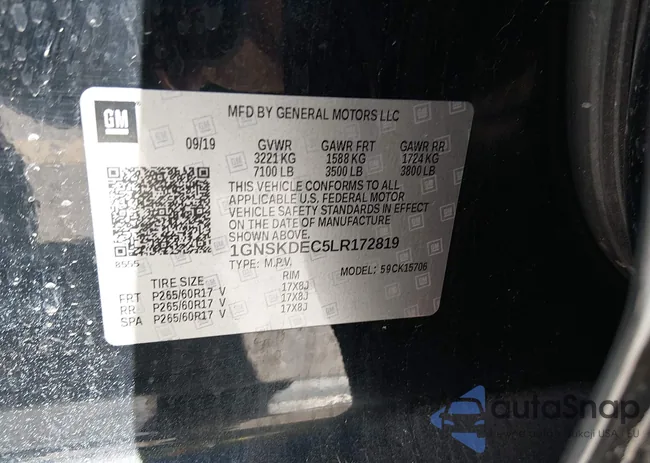 GM
MFD BY GENERAL MOTORS LLC
09/19 GVWR GAWR FRT GAWR RR
3221 KG 1588 KG 1724 KG
7100 LB 3500 LB 3800 LB
THIS VEHICLE CONFORMS TO ALL
APPLICABLE U.S. FEDERAL MOTOR
VEHICLE SAFETY STANDARDS IN EFFECT
ON THE DATE OF MANUFACTURE
SHOWN ABOVE.
1GNSKDEC5LR172819
8555
TYPE: M.P.V. MODEL: 59CK15706
TIRE SIZE RIM
FRT P265/60R17 V 17X8J
RR P265/60R17 V 17X8J
SPA P265/60R17 V 17X8J
autoSnap